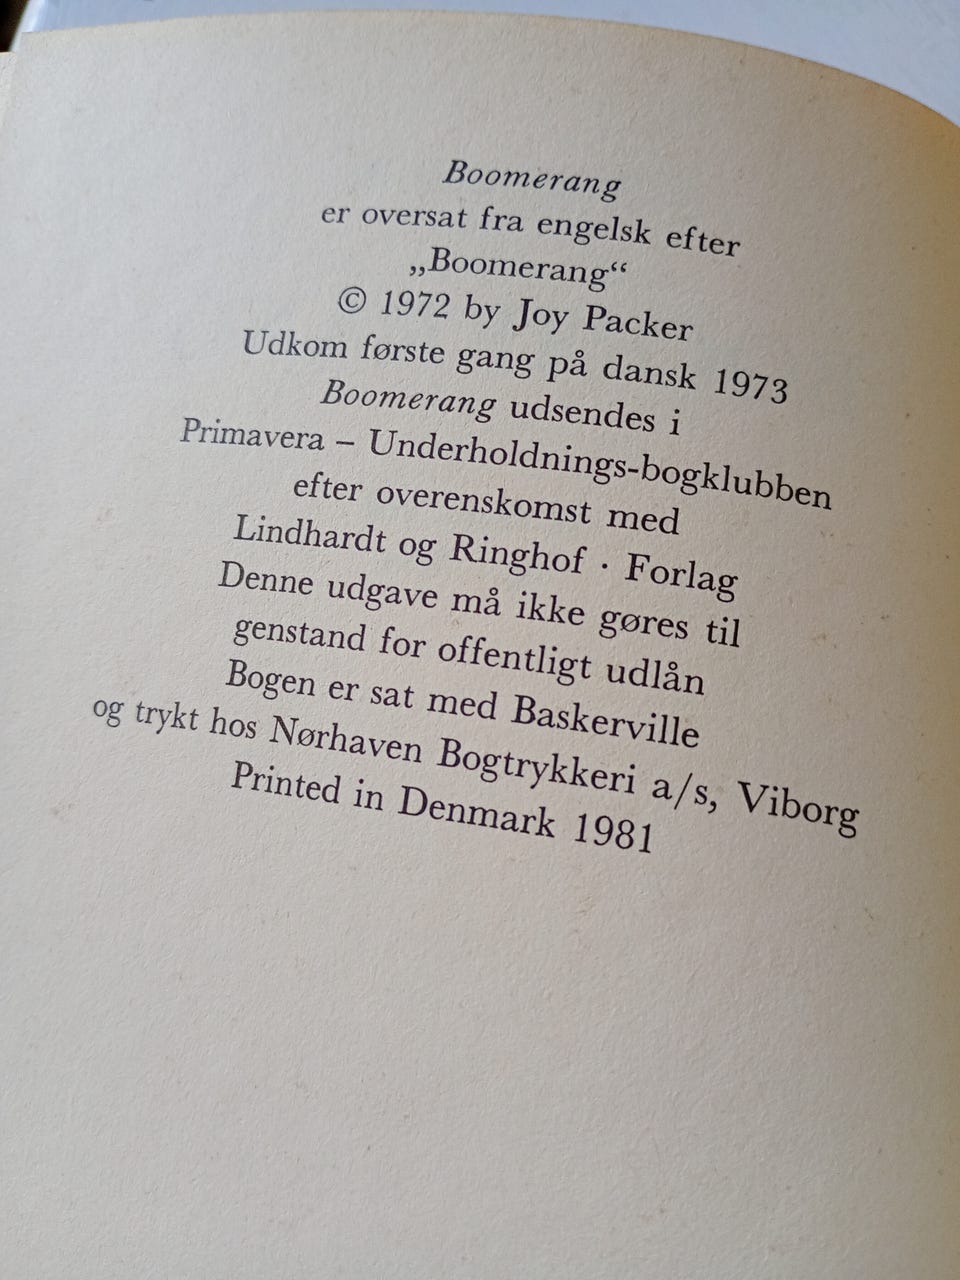 Boomerang
er oversat fra engelsk efter
„Boomerang“
© 1972 by Joy Packer
Udkom første gang på dansk 1973
Boomerang udsendes i
Primavera – Underholdnings-bogklubben
efter overenskomst med
Lindhardt og Ringhof · Forlag
Denne udgave må ikke gøres til
genstand for offentligt udlån
Bogen er sat med Baskerville
og trykt hos Nørhaven Bogtrykkeri a/s, Viborg
Printed in Denmark 1981